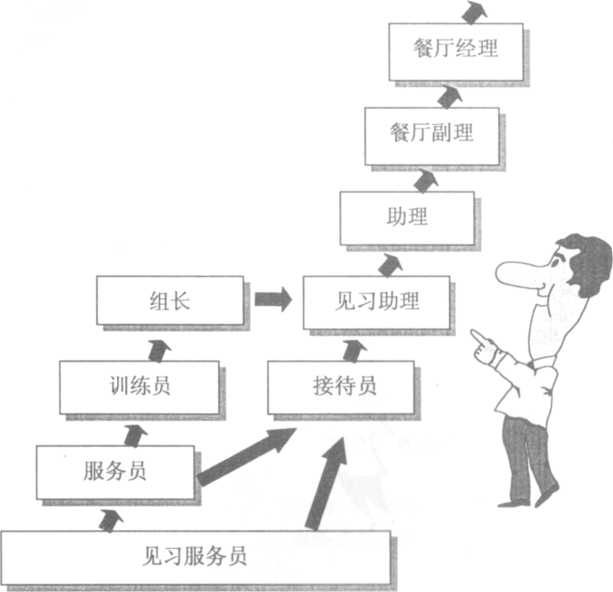 餐厅经理
餐厅副理
助理
组长
见习助理
训练员
接待员
服务员
见习服务员